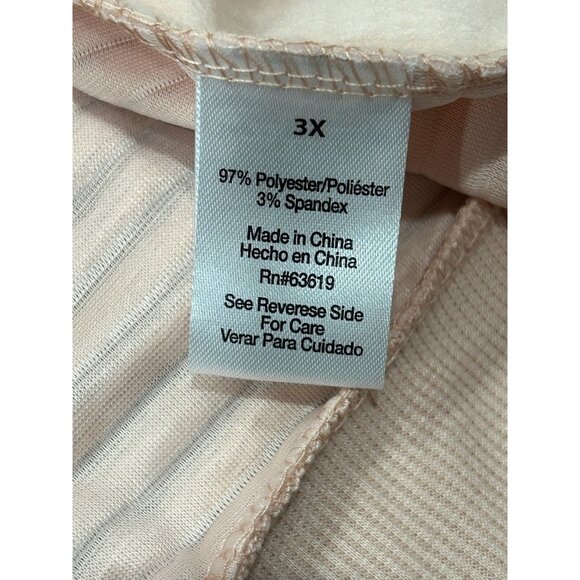 3X
97% Polyester/Poliéster
3% Spandex
Made in China
Hecho en China
Rn#63619
See Reverese Side
For Care
Verar Para Cuidado